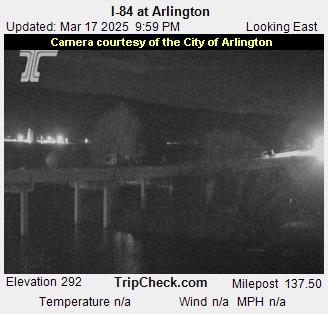 I-84 at Arlington
Updated: Mar 17 2025 9:59 PM Looking East
Camera courtesy of the City of Arlington
Elevation 292 TripCheck.com Milepost 137.50
Temperature n/a Wind n/a MPH n/a